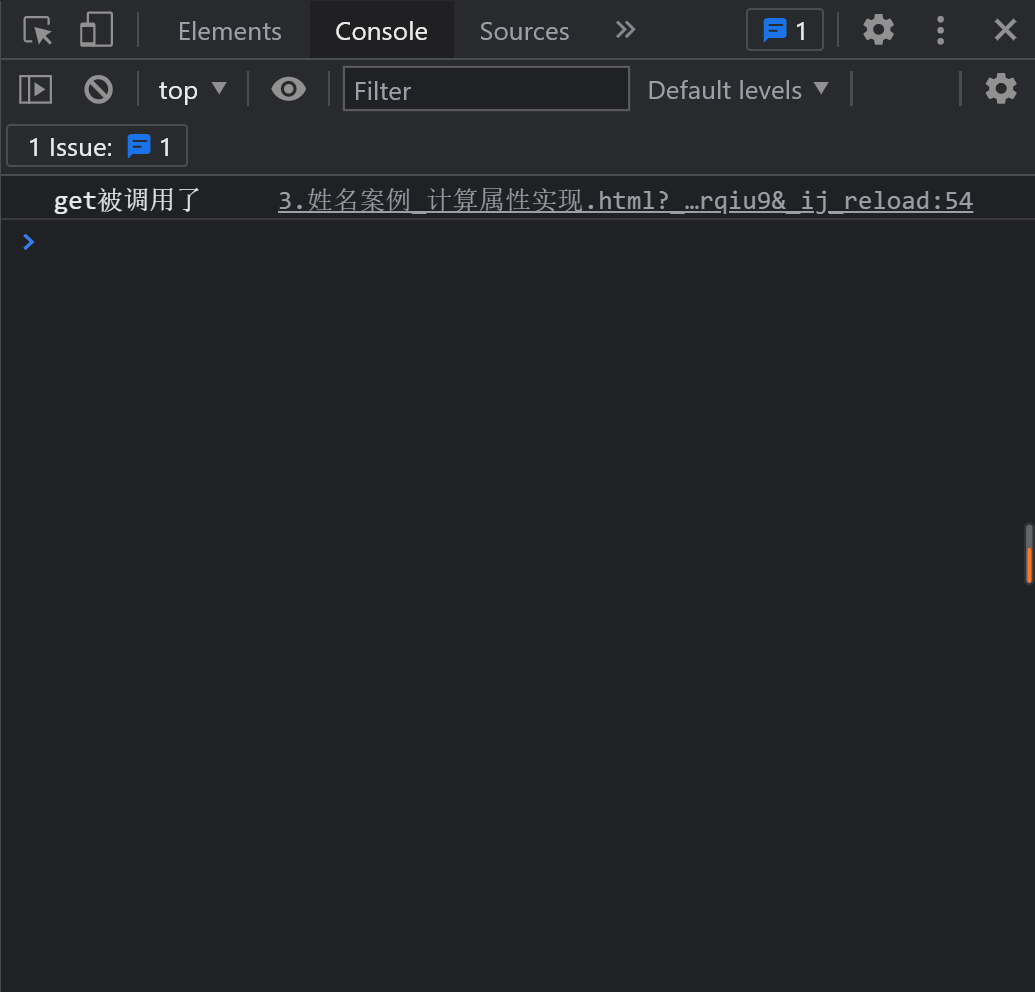 Elements Console Sources 1
top Filter Default levels
1 Issue: 1
get被调用了 3.姓名案例_计算属性实现.html?_…rqiu9&_ij_reload:54